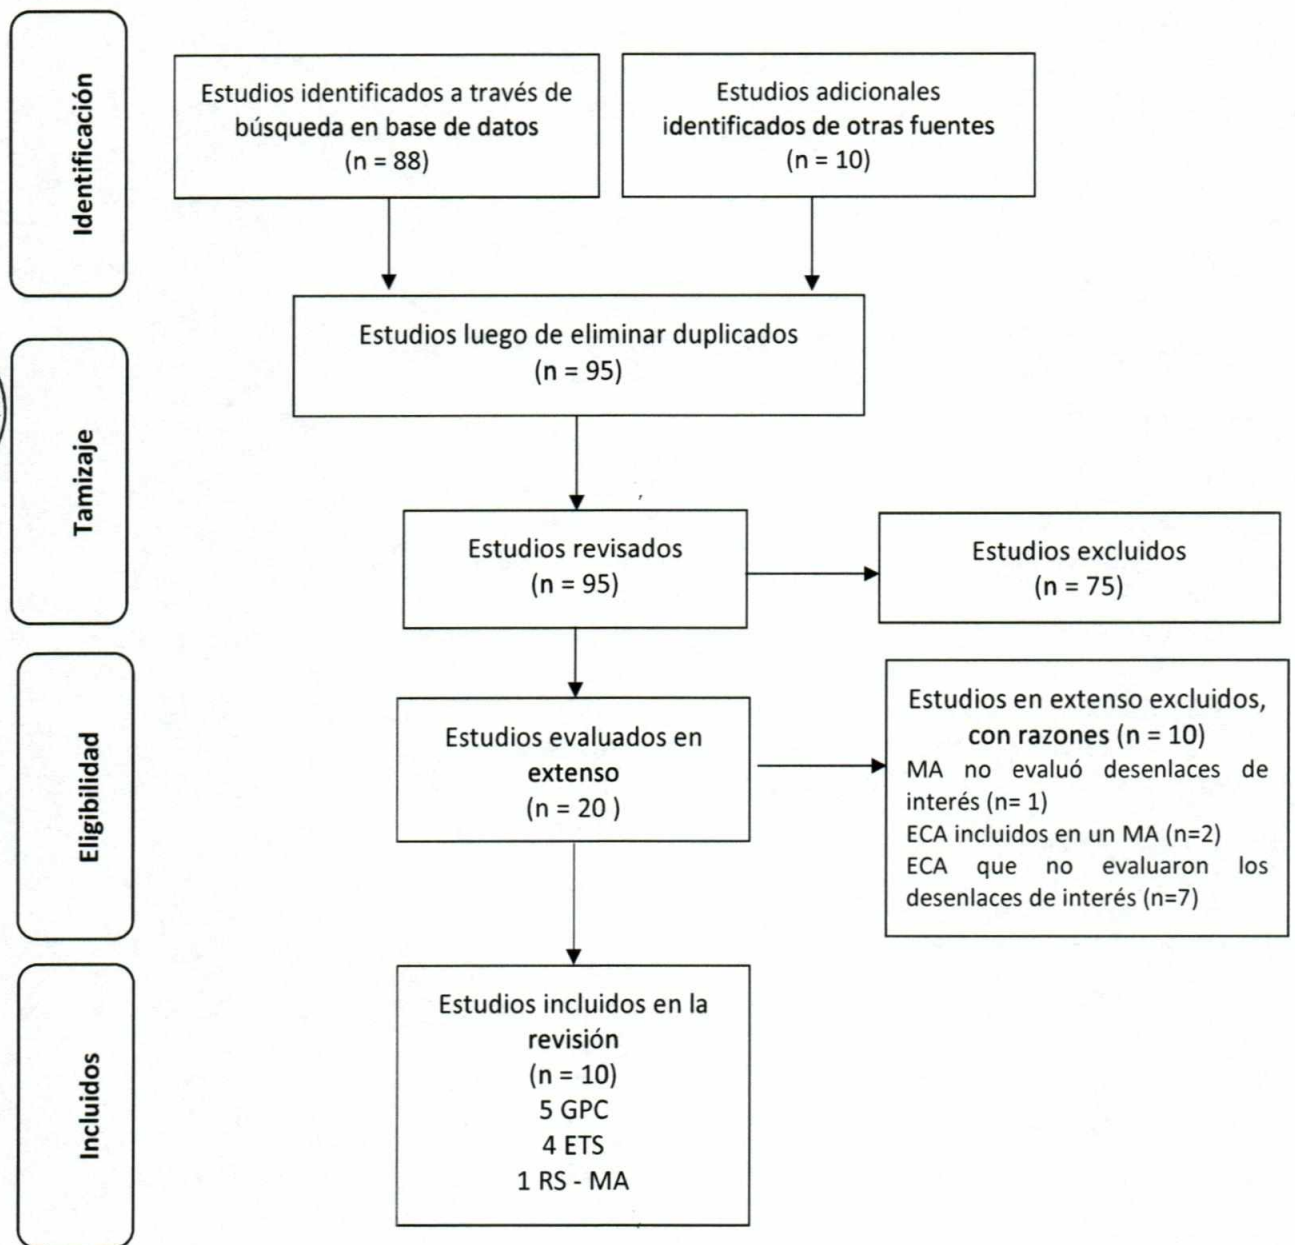 Identificación
Estudios identificados a través de
búsqueda en base de datos
(n = 88)
Estudios adicionales
identificados de otras fuentes
(n = 10)
Estudios luego de eliminar duplicados
(n = 95)
Tamizaje
Estudios revisados
(n = 95)
Estudios excluidos
(n = 75)
Eligibilidad
Estudios evaluados en
extenso
(n = 20 )
Estudios en extenso excluidos,
con razones (n = 10)
MA no evaluó desenlaces de
interés (n= 1)
ECA incluidos en un MA (n=2)
ECA que no evaluaron los
desenlaces de interés (n=7)
Incluidos
Estudios incluidos en la
revisión
(n = 10)
5 GPC
4 ETS
1 RS - MA